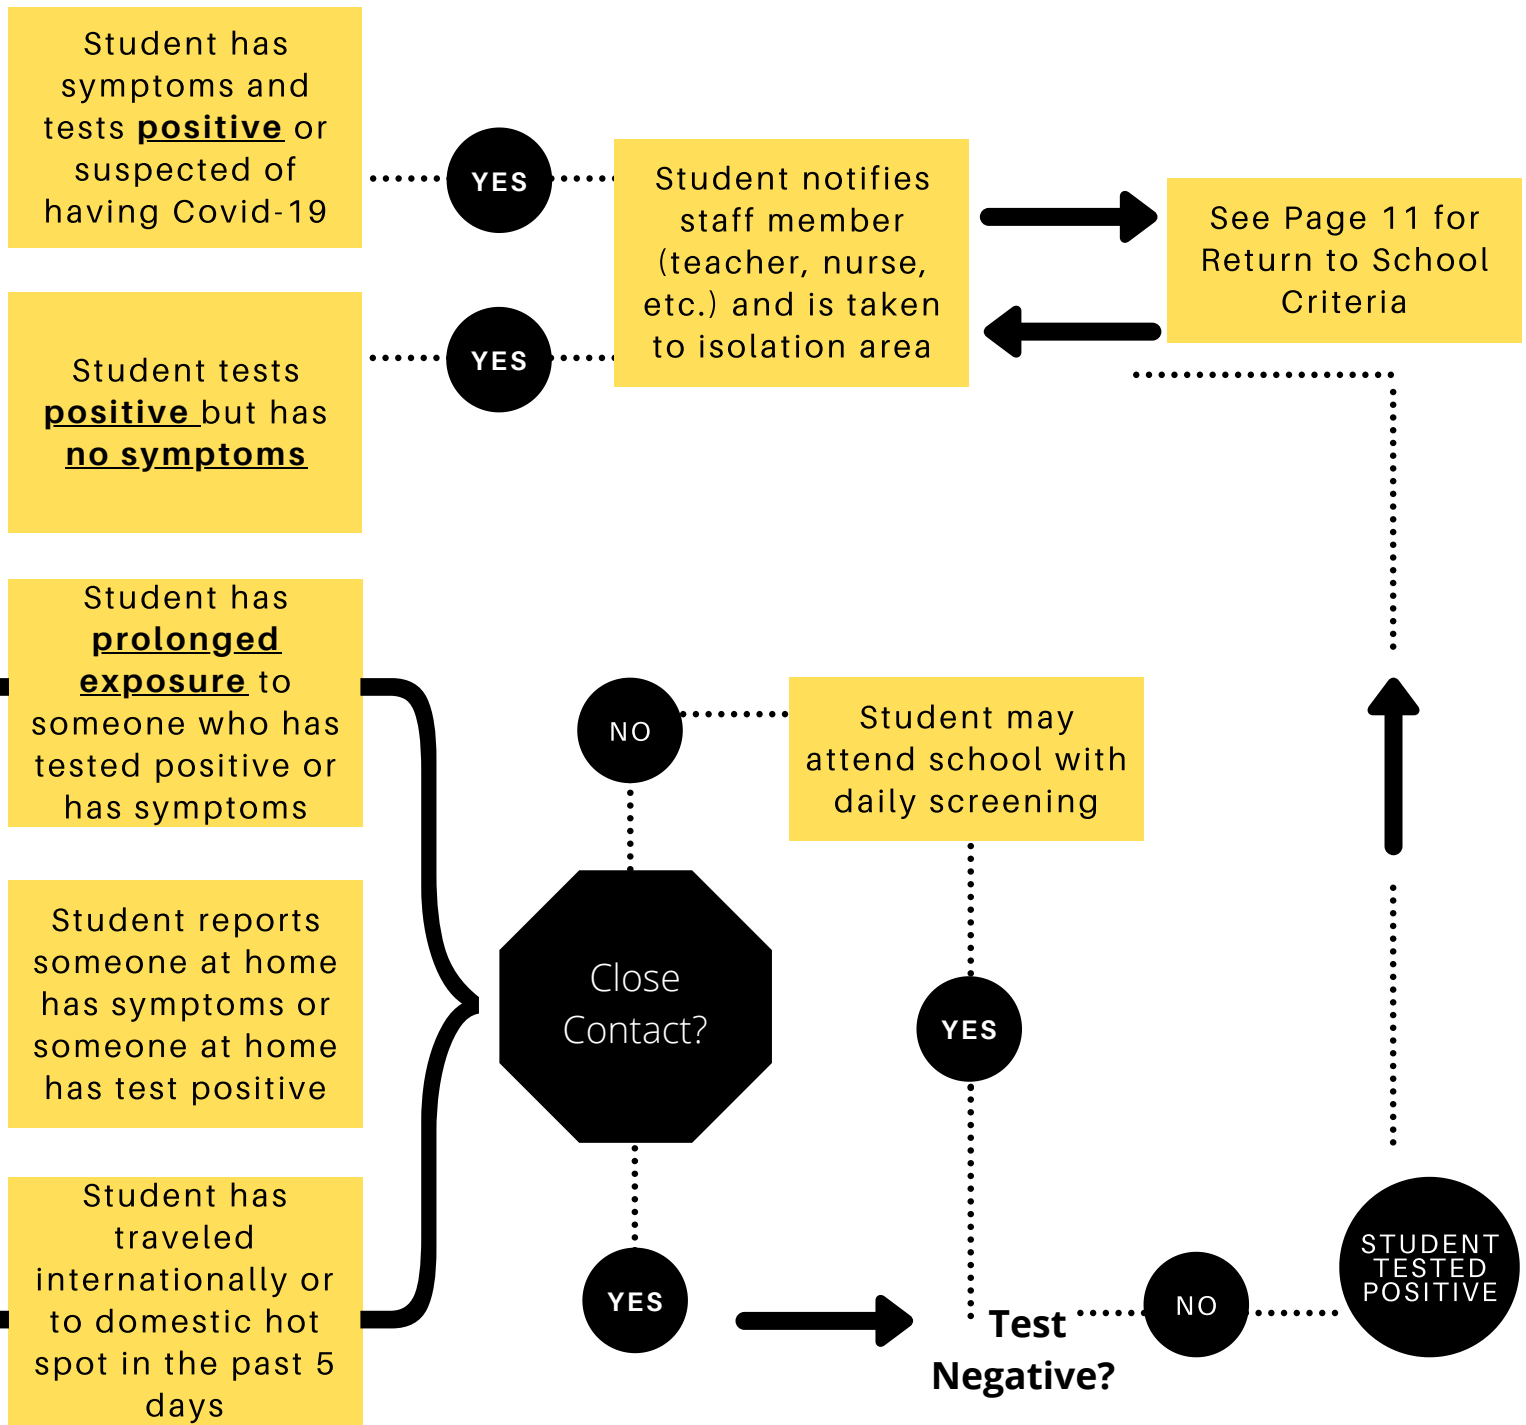 Student has
symptoms and
tests positive or
suspected of
having Covid-19
YES
Student notifies
staff member
(teacher, nurse,
etc.) and is taken
to isolation area
See Page 11 for
Return to School
Criteria
Student tests
positive but has
no symptoms
YES
Student has
prolonged
exposure to
someone who has
tested positive or
has symptoms
NO
Student may
attend school with
daily screening
Student reports
someone at home
has symptoms or
someone at home
has test positive
Close
Contact?
YES
Student has
traveled
internationally or
to domestic hot
spot in the past 5
days
YES
Test
Negative?
NO
STUDENT
TESTED
POSITIVE